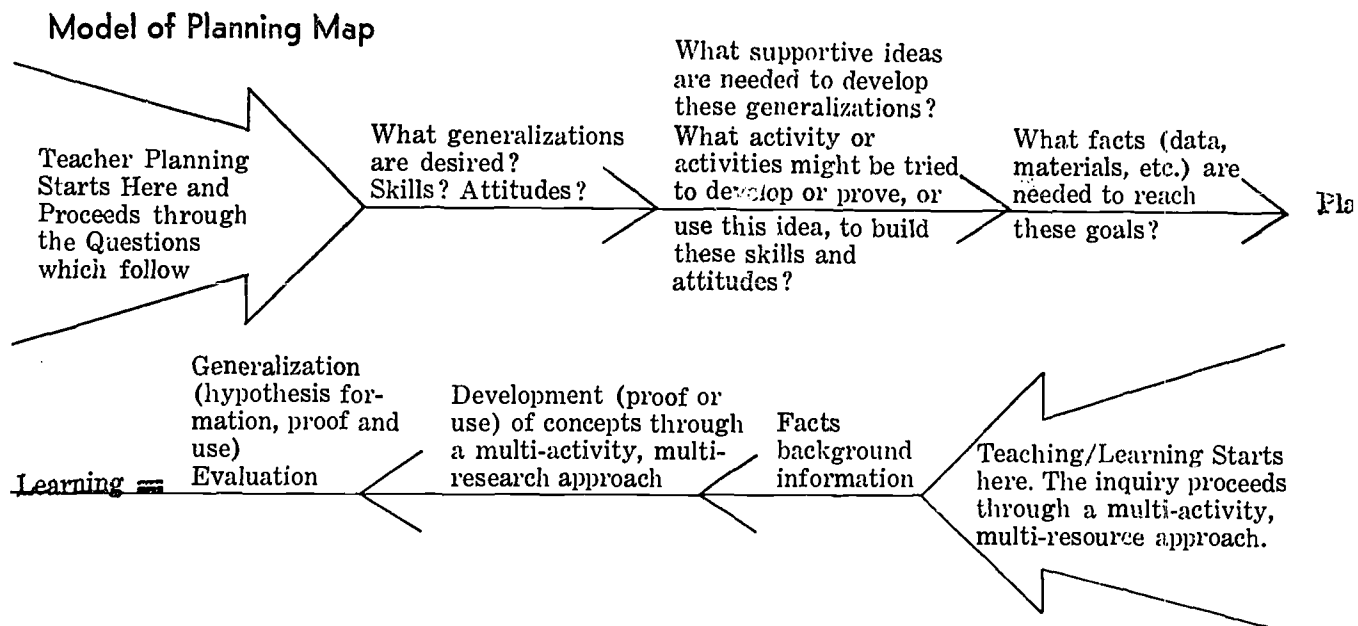 Model of Planning Map
Teacher Planning
Starts Here and
Proceeds through
the Questions
which follow
What generalizations
are desired?
Skills? Attitudes?
What supportive ideas
are needed to develop
these generalizations?
What activity or
activities might be tried
to develop or prove, or
use this idea, to build
these skills and
attitudes?
What facts (data,
materials, etc.) are
needed to reach
these goals?
Pla
Learning =
Generalization
(hypothesis for-
mation, proof and
use)
Evaluation
Development (proof or
use) of concepts through
a multi-activity, multi-
research approach
Facts
background
information
Teaching/Learning Starts
here. The inquiry proceeds
through a multi-activity,
multi-resource approach.